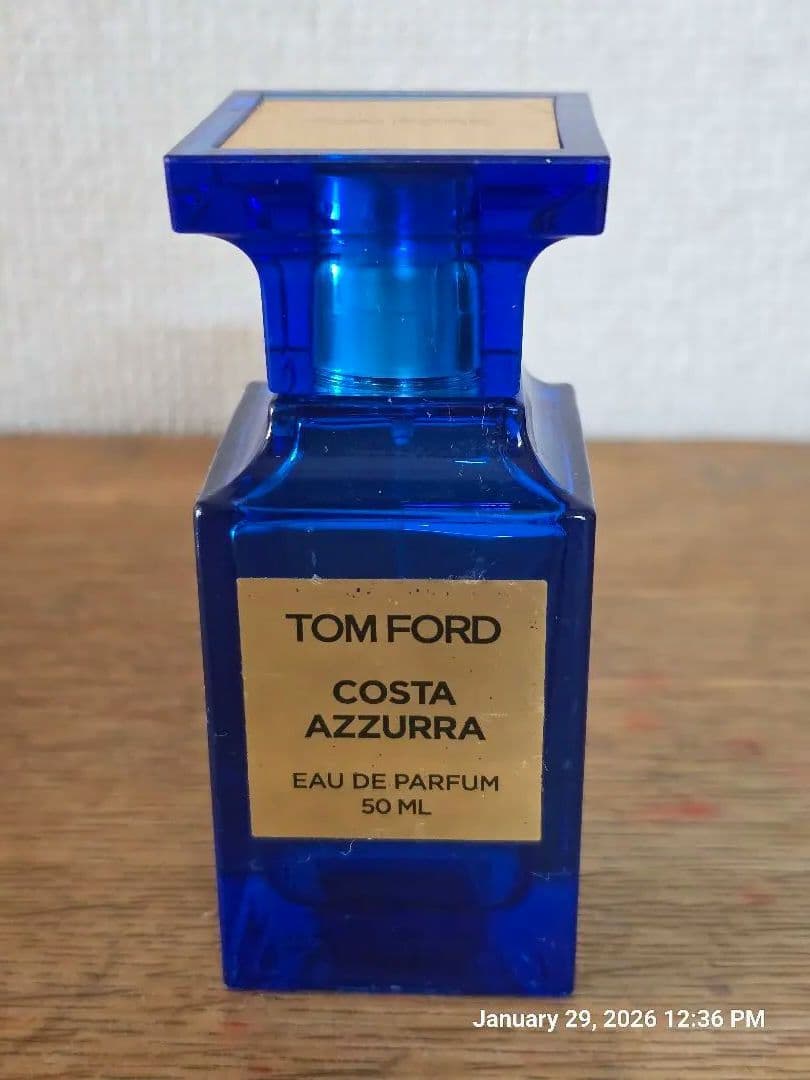 TOM FORD
COSTA
AZZURRA
EAU DE PARFUM
50 ML
January 29, 2026 12:36 PM